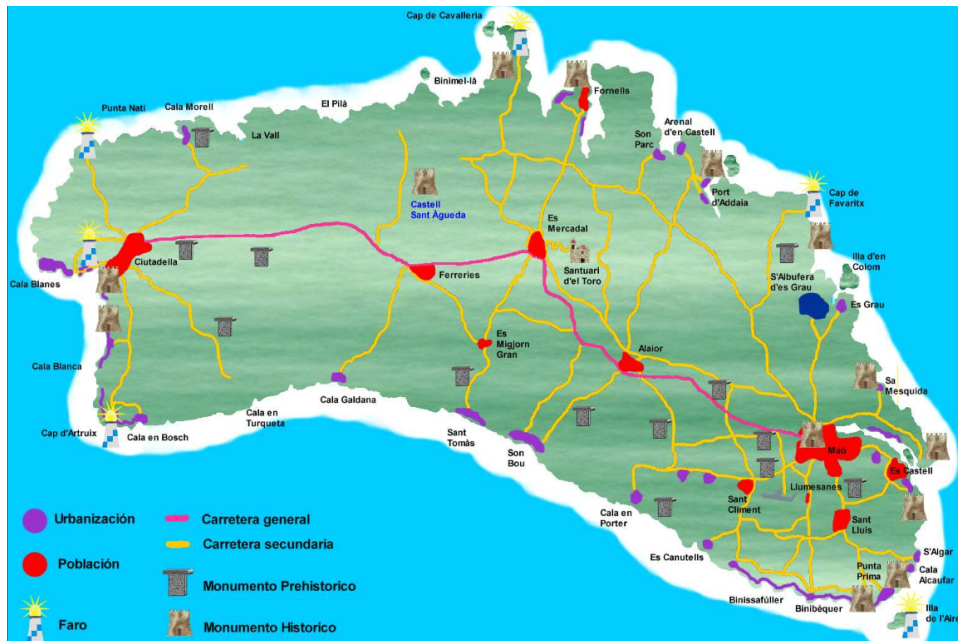 Cap de Cavalleria
Binimel-là
Fornells
Punta Nati
Cala Morell
El Pilà
La Vall
Son
Parc
Arenal
d'en Castell
Port
d'Addaia
Cap de
Favaritx
Castell
Sant Àgueda
Es
Mercadal
Santuari
d'el Toro
Ciutadella
Ferreries
S'Albufera
d'es Grau
Illa d'en
Colom
Es Grau
Cala Blanes
Es
Migjorn
Gran
Alaior
Cala Blanca
Cala Galdana
Sa
Mesquida
Cap d'Artruix
Cala en Bosch
Cala en
Turqueta
Sant
Tomàs
Son
Bou
Maó
Es Castell
Llumesanes
Sant
Climent
Cala en
Porter
Sant
Lluis
Es Canutells
S'Algar
Cala
Alcaufar
Punta
Prima
Binissafúller
Binibèquer
Illa
de l'Aire
Urbanización
Carretera general
Carretera secundaria
Población
Monumento Prehistorico
Faro
Monumento Historico